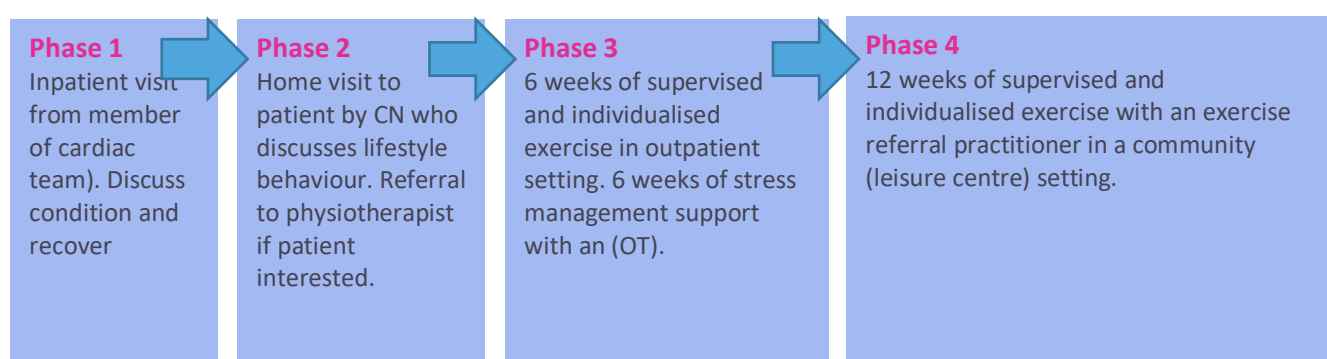 Phase 1
Inpatient visit
from member
of cardiac
team). Discuss
condition and
recover
Phase 2
Home visit to
patient by CN who
discusses lifestyle
behaviour. Referral
to physiotherapist
if patient
interested.
Phase 3
6 weeks of supervised
and individualised
exercise in outpatient
setting. 6 weeks of stress
management support
with an (OT).
Phase 4
12 weeks of supervised and
individualised exercise with an exercise
referral practitioner in a community
(leisure centre) setting.